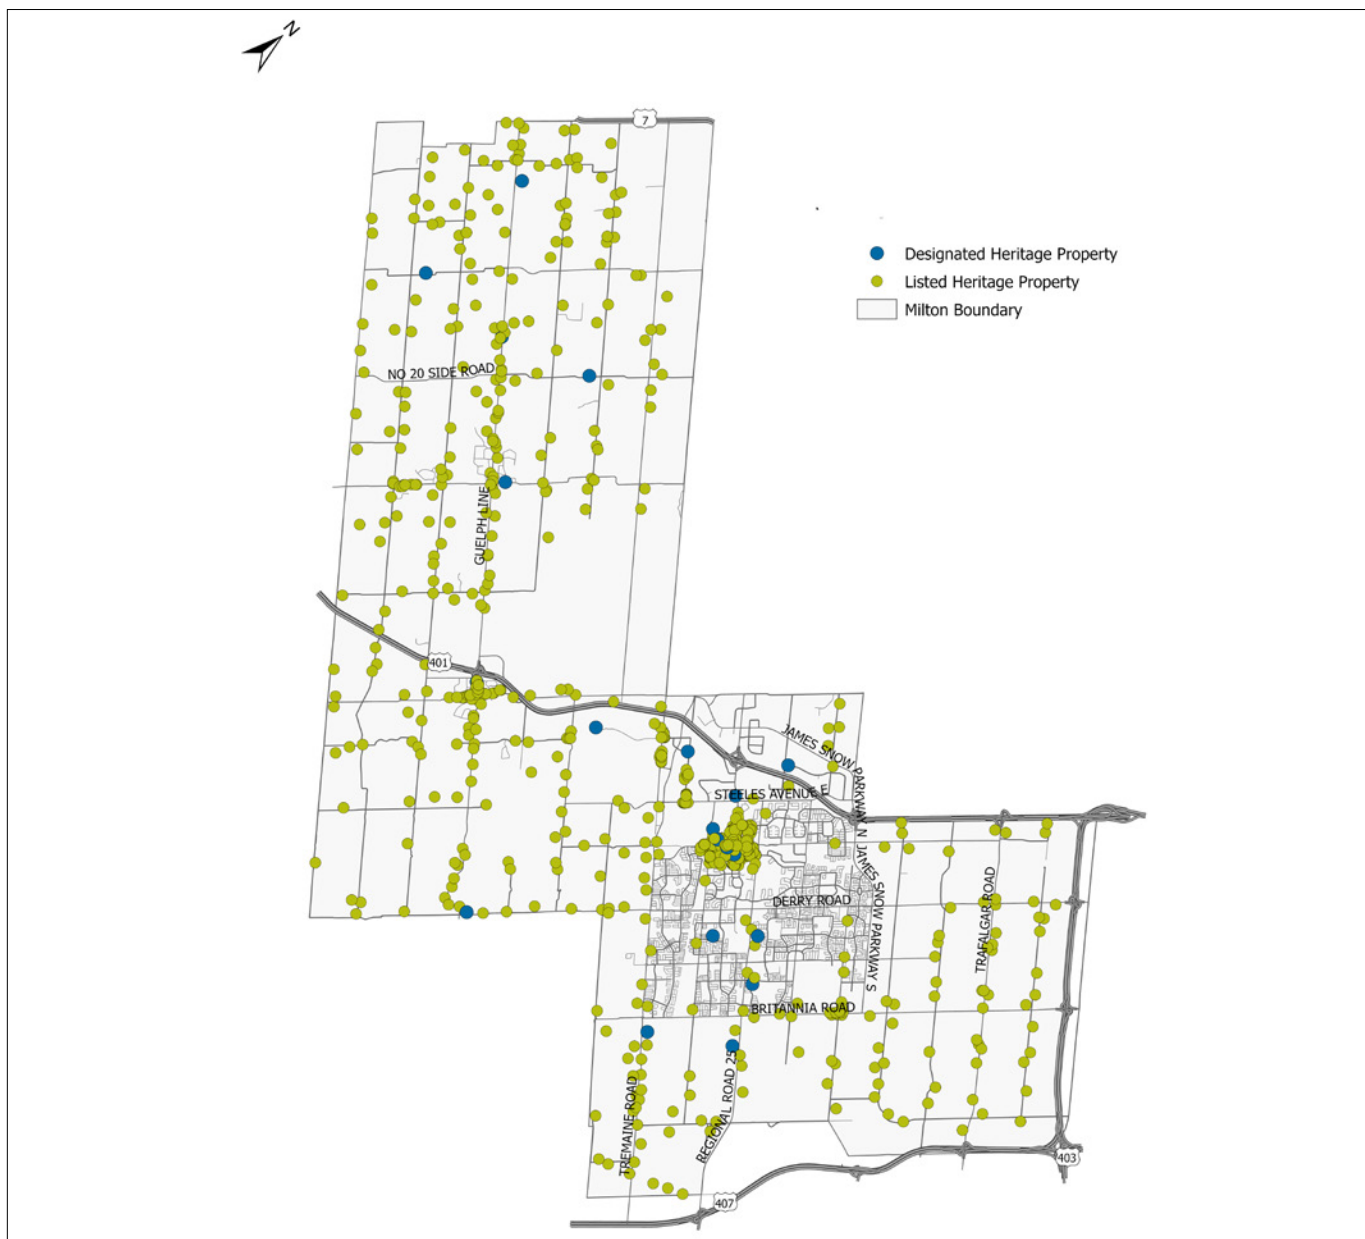 N
7
Designated Heritage Property
Listed Heritage Property
Milton Boundary
NO 20 SIDE ROAD
GUELPH LINE
401
JAMES SNOW PARKWAY N
STEELES AVENUE E
JAMES SNOW PARKWAY S
DERRY ROAD
TRAFALGAR ROAD
BRITANNIA ROAD
REGIONAL ROAD 25
TREMAINE ROAD
403
407